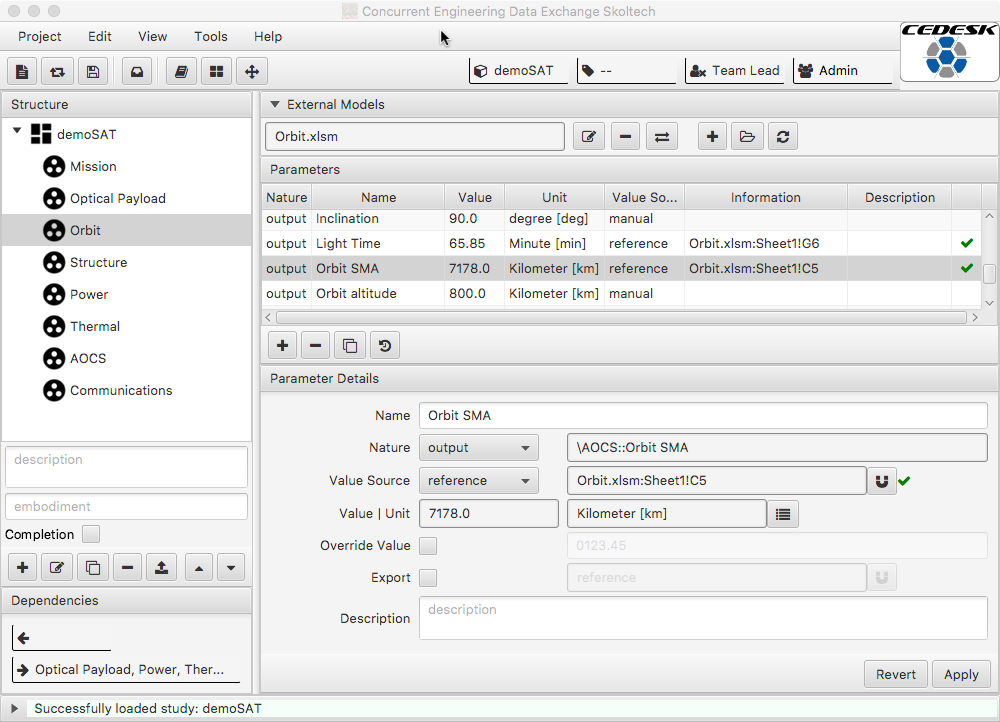 Concurrent Engineering Data Exchange Skoltech
Project Edit View Tools Help
CEDESK
demoSAT -- Team Lead Admin
Structure
demoSAT
Mission
Optical Payload
Orbit
Structure
Power
Thermal
AOCS
Communications
description
embodiment
Completion
Dependencies
Optical Payload, Power, Ther...
External Models
Orbit.xlsm
Parameters
Nature Name Value Unit Value So... Information Description
output Inclination 90.0 degree [deg] manual
output Light Time 65.85 Minute [min] reference Orbit.xlsm:Sheet1!G6
output Orbit SMA 7178.0 Kilometer [km] reference Orbit.xlsm:Sheet1!C5
output Orbit altitude 800.0 Kilometer [km] manual
Parameter Details
Name Orbit SMA
Nature output \AOCS::Orbit SMA
Value Source reference Orbit.xlsm:Sheet1!C5
Value | Unit 7178.0 Kilometer [km]
Override Value 0123.45
Export reference
Description description
Revert Apply
Successfully loaded study: demoSAT